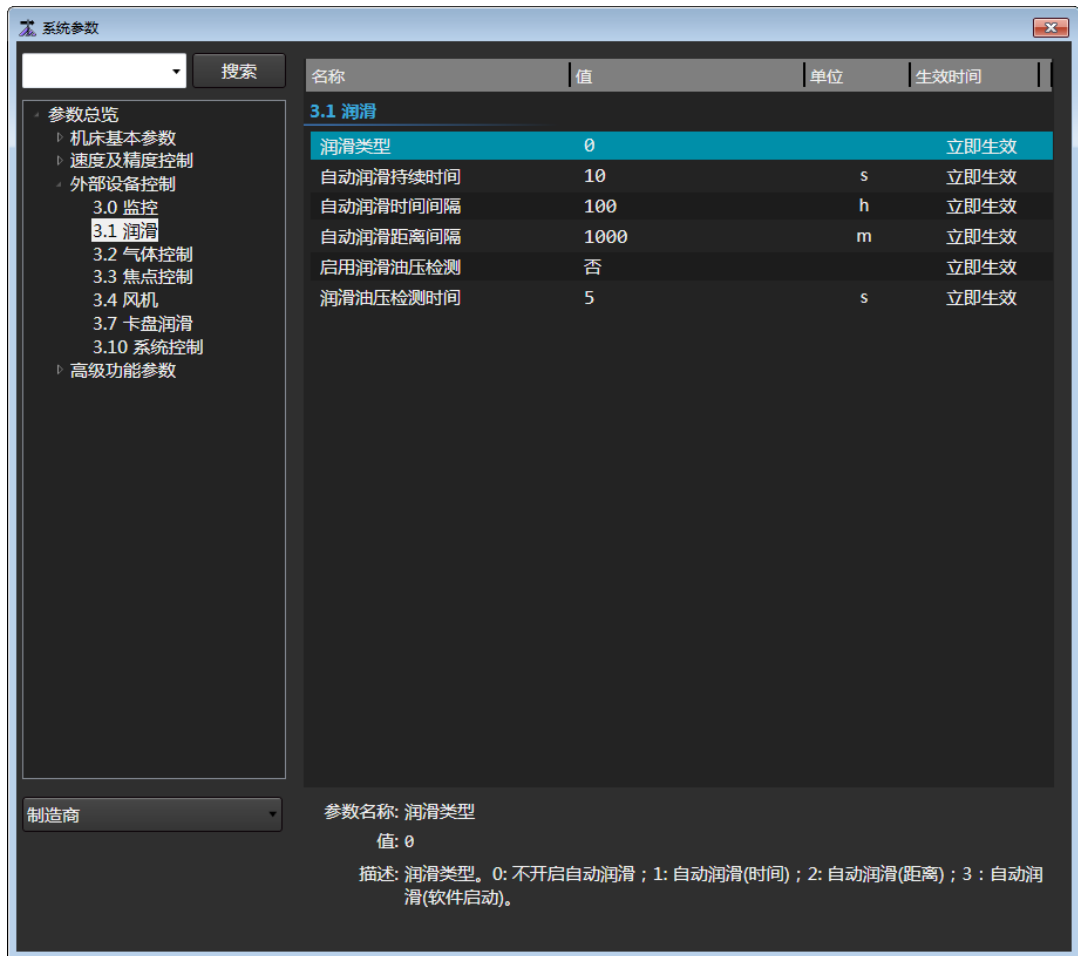 系统参数
搜索
参数总览
机床基本参数
速度及精度控制
外部设备控制
3.0 监控
3.1 润滑
3.2 气体控制
3.3 焦点控制
3.4 风机
3.7 卡盘润滑
3.10 系统控制
高级功能参数
制造商
名称 值 单位 生效时间
3.1 润滑
润滑类型 0 立即生效
自动润滑持续时间 10 s 立即生效
自动润滑时间间隔 100 h 立即生效
自动润滑距离间隔 1000 m 立即生效
启用润滑油压检测 否 立即生效
润滑油压检测时间 5 s 立即生效
参数名称: 润滑类型
值: 0
描述: 润滑类型。0: 不开启自动润滑；1: 自动润滑(时间)；2: 自动润滑(距离)；3：自动润
滑(软件启动)。